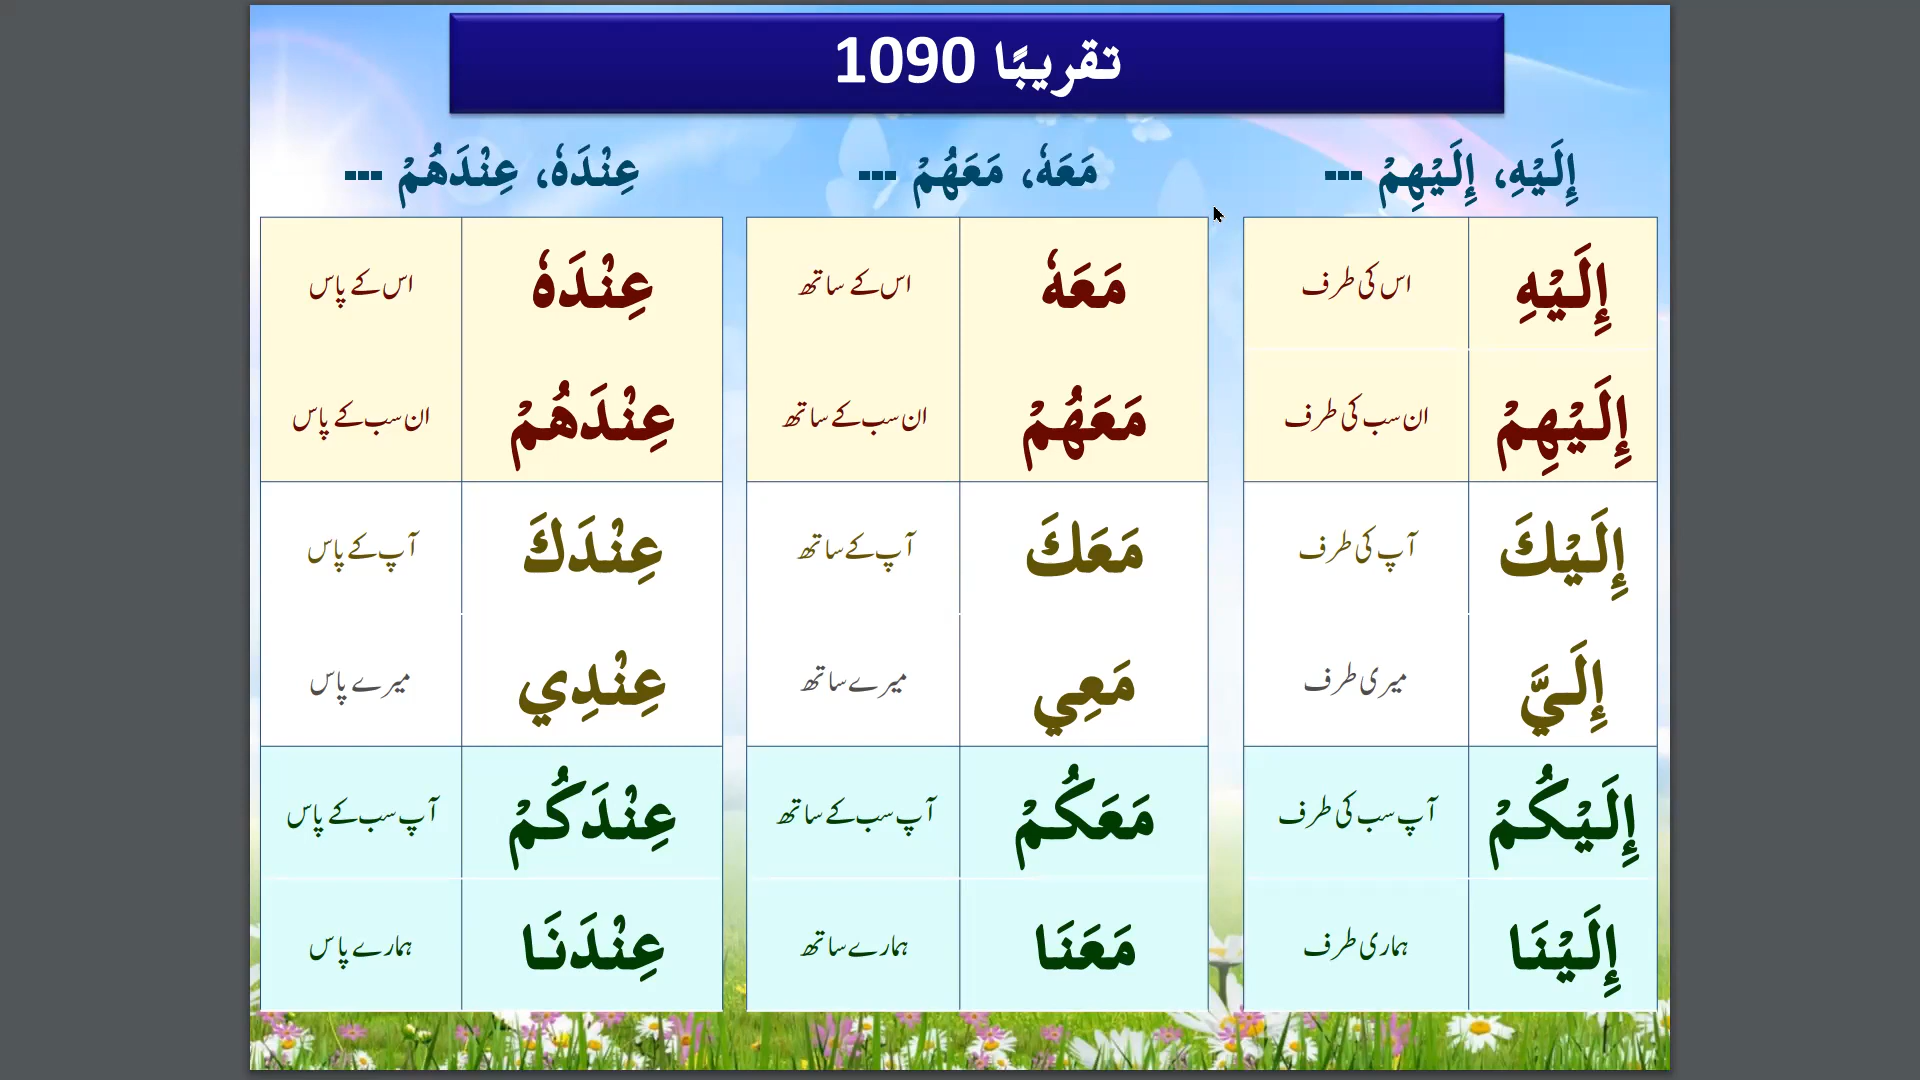 تقریبًا 1090
إِلَيْهِ، إِلَيْهِمْ ---
مَعَهٗ، مَعَهُمْ ---
عِنْدَهٗ، عِنْدَهُمْ ---
إِلَيْهِ اس کی طرف
إِلَيْهِمْ ان سب کی طرف
إِلَيْكَ آپ کی طرف
إِلَيَّ میری طرف
إِلَيْكُمْ آپ سب کی طرف
إِلَيْنَا ہماری طرف
مَعَهٗ اس کے ساتھ
مَعَهُمْ ان سب کے ساتھ
مَعَكَ آپ کے ساتھ
مَعِي میرے ساتھ
مَعَكُمْ آپ سب کے ساتھ
مَعَنَا ہمارے ساتھ
عِنْدَهٗ اس کے پاس
عِنْدَهُمْ ان سب کے پاس
عِنْدَكَ آپ کے پاس
عِنْدِي میرے پاس
عِنْدَكُمْ آپ سب کے پاس
عِنْدَنَا ہمارے پاس